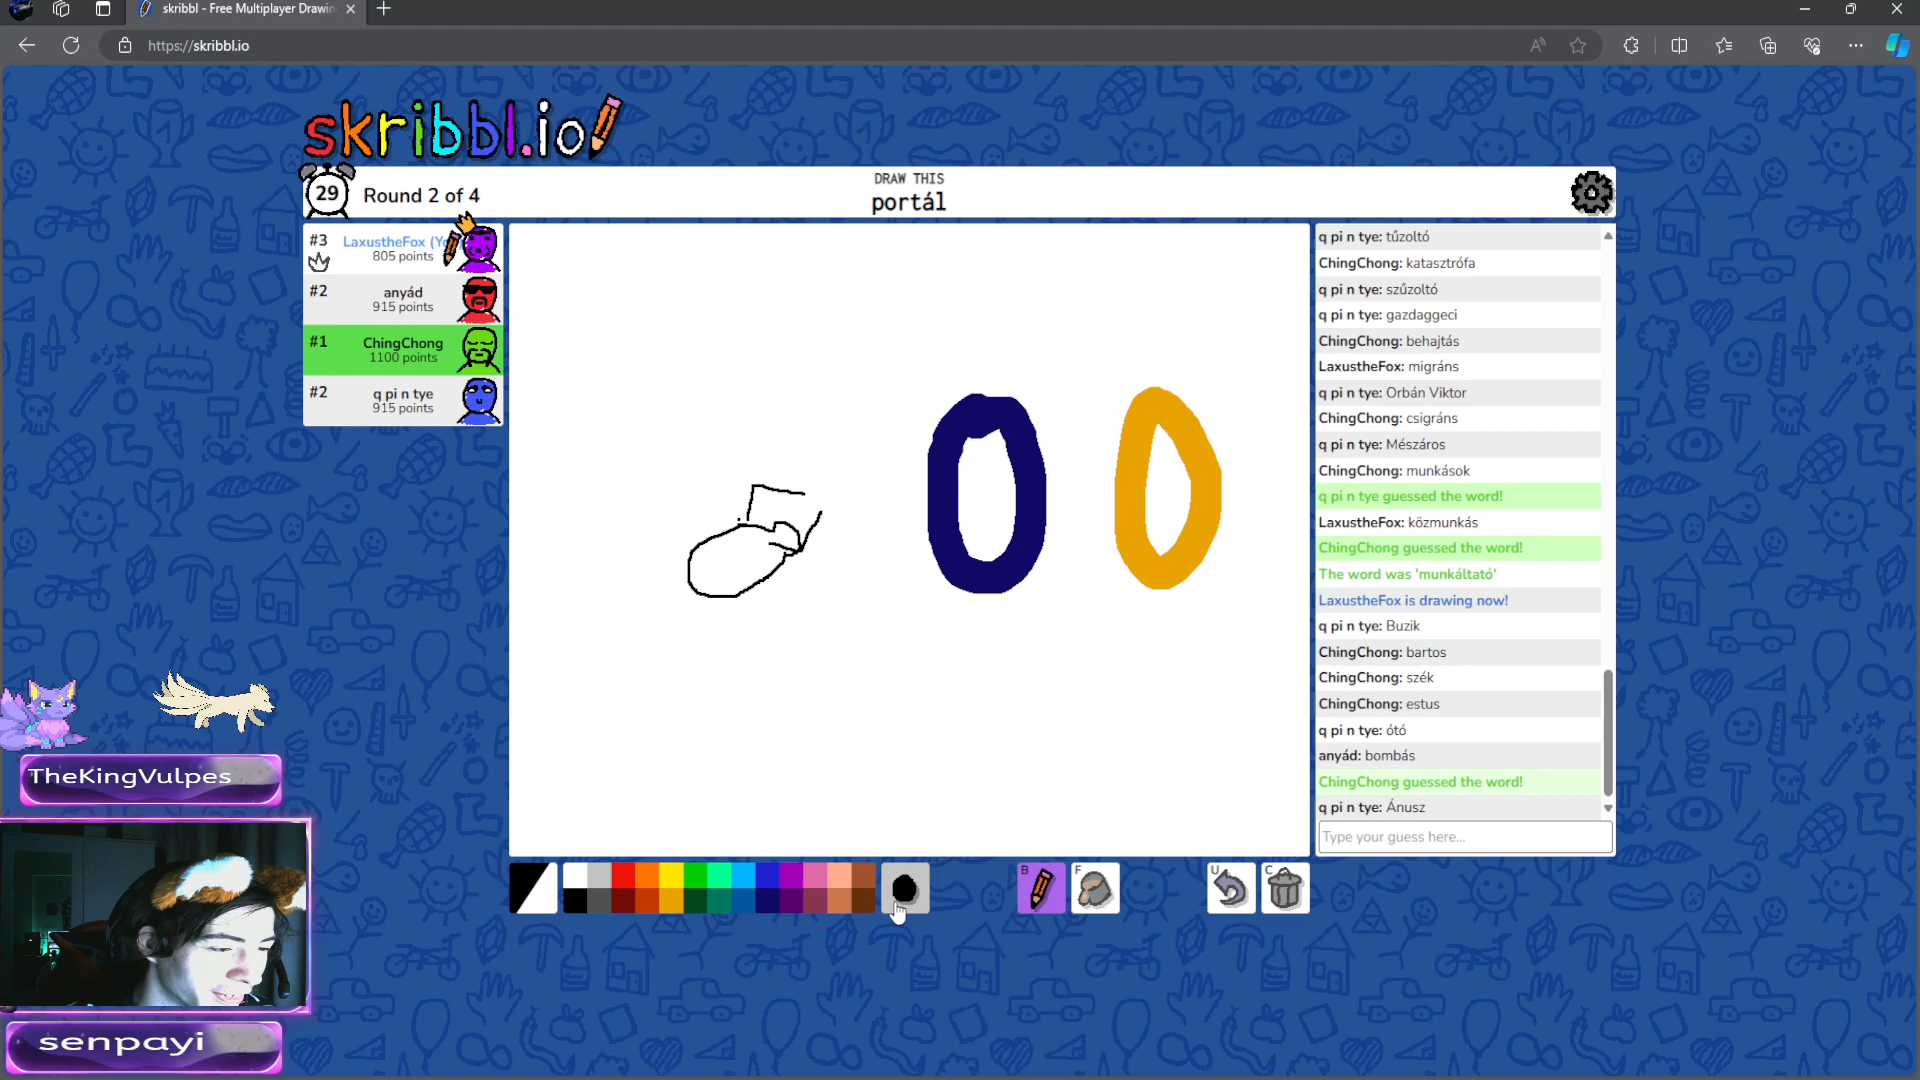 skribbl - Free Multiplayer Drawin
https://skribbl.io
skribbl.io
29
Round 2 of 4
DRAW THIS
portál
#3
LaxustheFox (Yo
805 points
#2
anyád
915 points
#1
ChingChong
1100 points
#2
q pi n tye
915 points
q pi n tye: tűzoltó
ChingChong: katasztrófa
q pi n tye: szűzoltó
q pi n tye: gazdaggeci
ChingChong: behajtás
LaxustheFox: migráns
q pi n tye: Orbán Viktor
ChingChong: csigráns
q pi n tye: Mészáros
ChingChong: munkások
q pi n tye guessed the word!
LaxustheFox: közmunkás
ChingChong guessed the word!
The word was 'munkáltató'
LaxustheFox is drawing now!
q pi n tye: Buzik
ChingChong: bartos
ChingChong: szék
ChingChong: estus
q pi n tye: ótó
anyád: bombás
ChingChong guessed the word!
q pi n tye: Ánusz
Type your guess here...
B
F
U
C
TheKingVulpes
senpayi